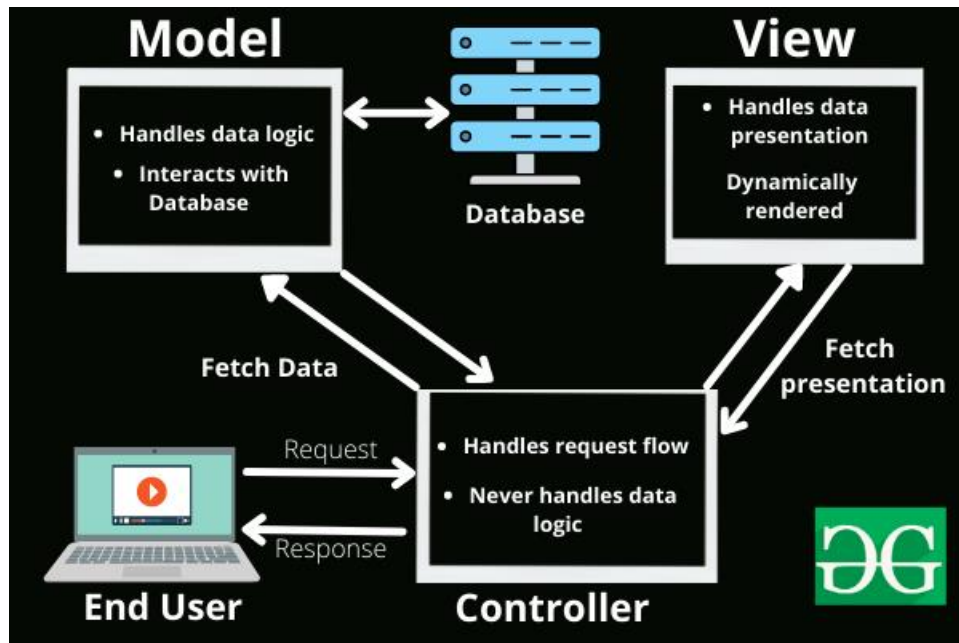 Model
View
• Handles data logic
• Interacts with
Database
• Handles data
presentation
Dynamically
rendered
Database
Fetch Data
Fetch
presentation
Request
Response
• Handles request flow
• Never handles data
logic
End User
Controller
GG